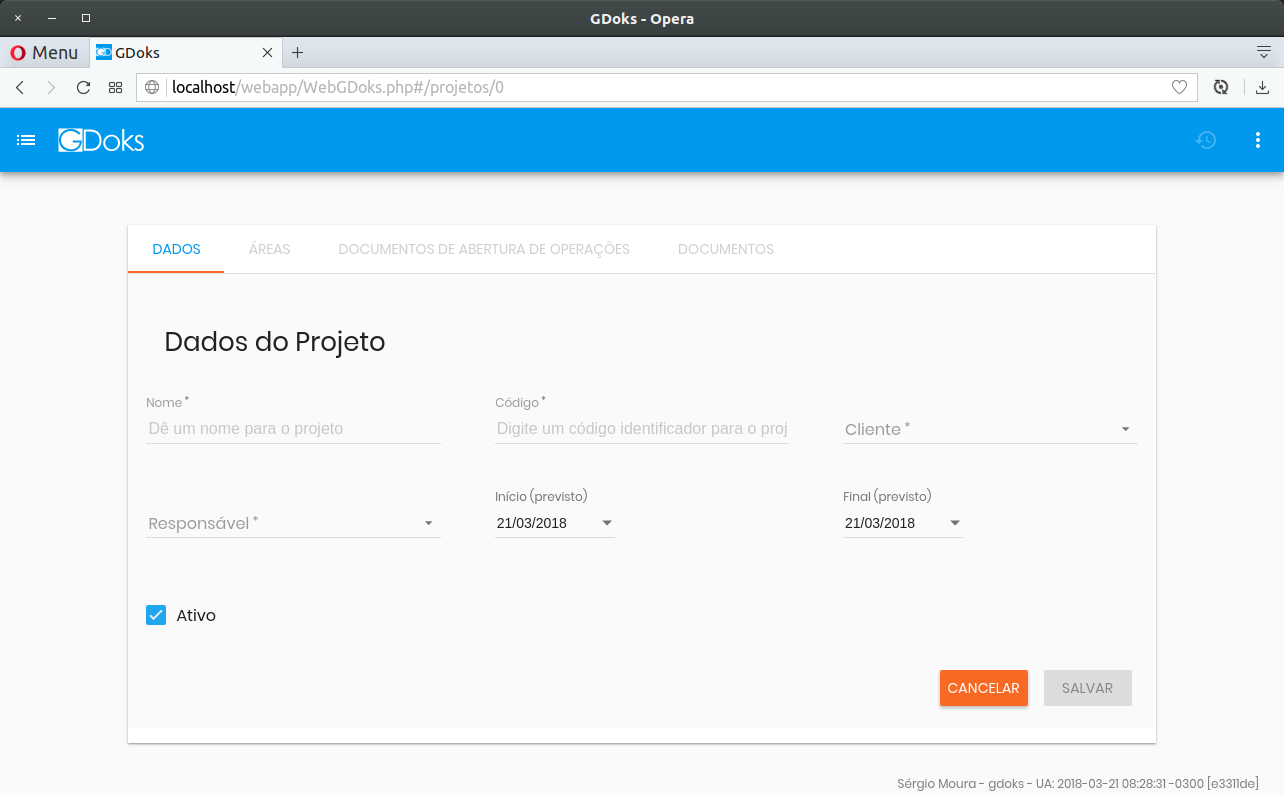 GDoks - Opera
Menu GD GDoks
localhost/webapp/WebGDoks.php#/projetos/0
GDoks
DADOS ÁREAS DOCUMENTOS DE ABERTURA DE OPERAÇÕES DOCUMENTOS
Dados do Projeto
Nome * Código *
Dê um nome para o projeto Digite um código identificador para o proj Cliente *
Início (previsto) Final (previsto)
Responsável * 21/03/2018 21/03/2018
Ativo
CANCELAR SALVAR
Sérgio Moura - gdoks - UA: 2018-03-21 08:28:31 -0300 [e3311de]